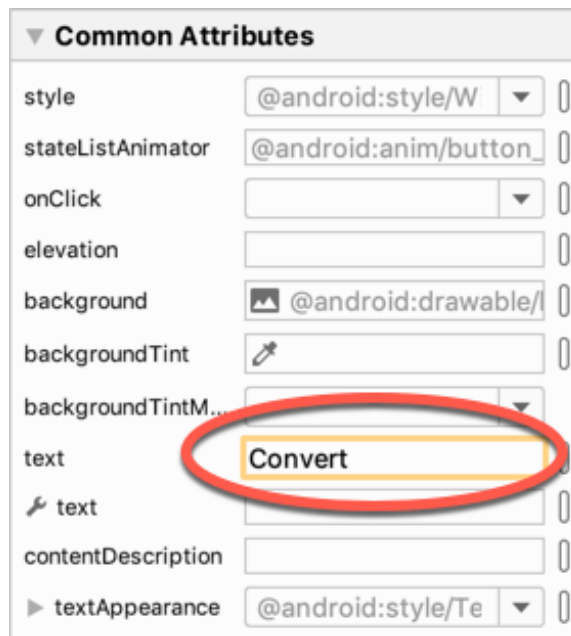 Common Attributes
style @android:style/W
stateListAnimator @android:anim/button_
onClick
elevation
background @android:drawable/
backgroundTint
backgroundTintM...
text Convert
text
contentDescription
textAppearance @android:style/Te